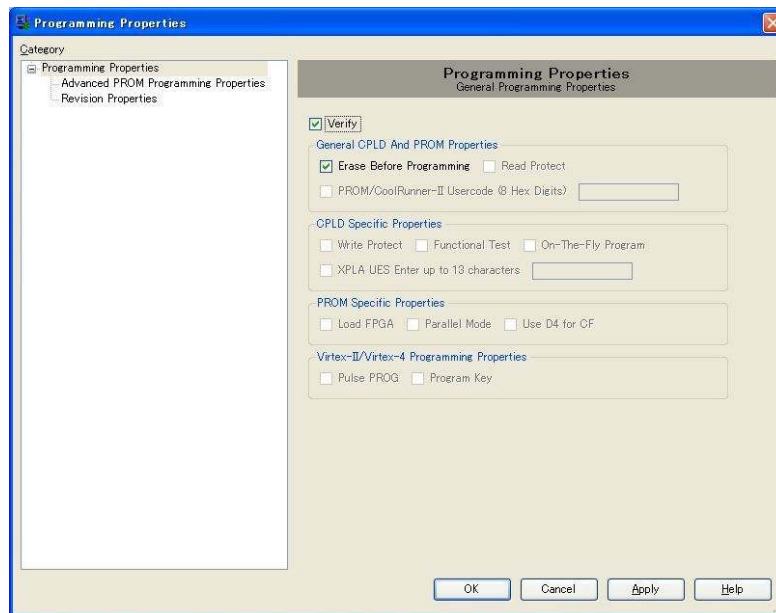 Programming Properties
Category
Programming Properties
Advanced PROM Programming Properties
Revision Properties
Programming Properties
General Programming Properties
Verify
General CPLD And PROM Properties
Erase Before Programming Read Protect
PROM/CoolRunner-II Usercode (8 Hex Digits)
CPLD Specific Properties
Write Protect Functional Test On-The-Fly Program
XPLA UES Enter up to 13 characters
PROM Specific Properties
Load FPGA Parallel Mode Use D4 for CF
Virtex-II/Virtex-4 Programming Properties
Pulse PROG Program Key
OK Cancel Apply Help